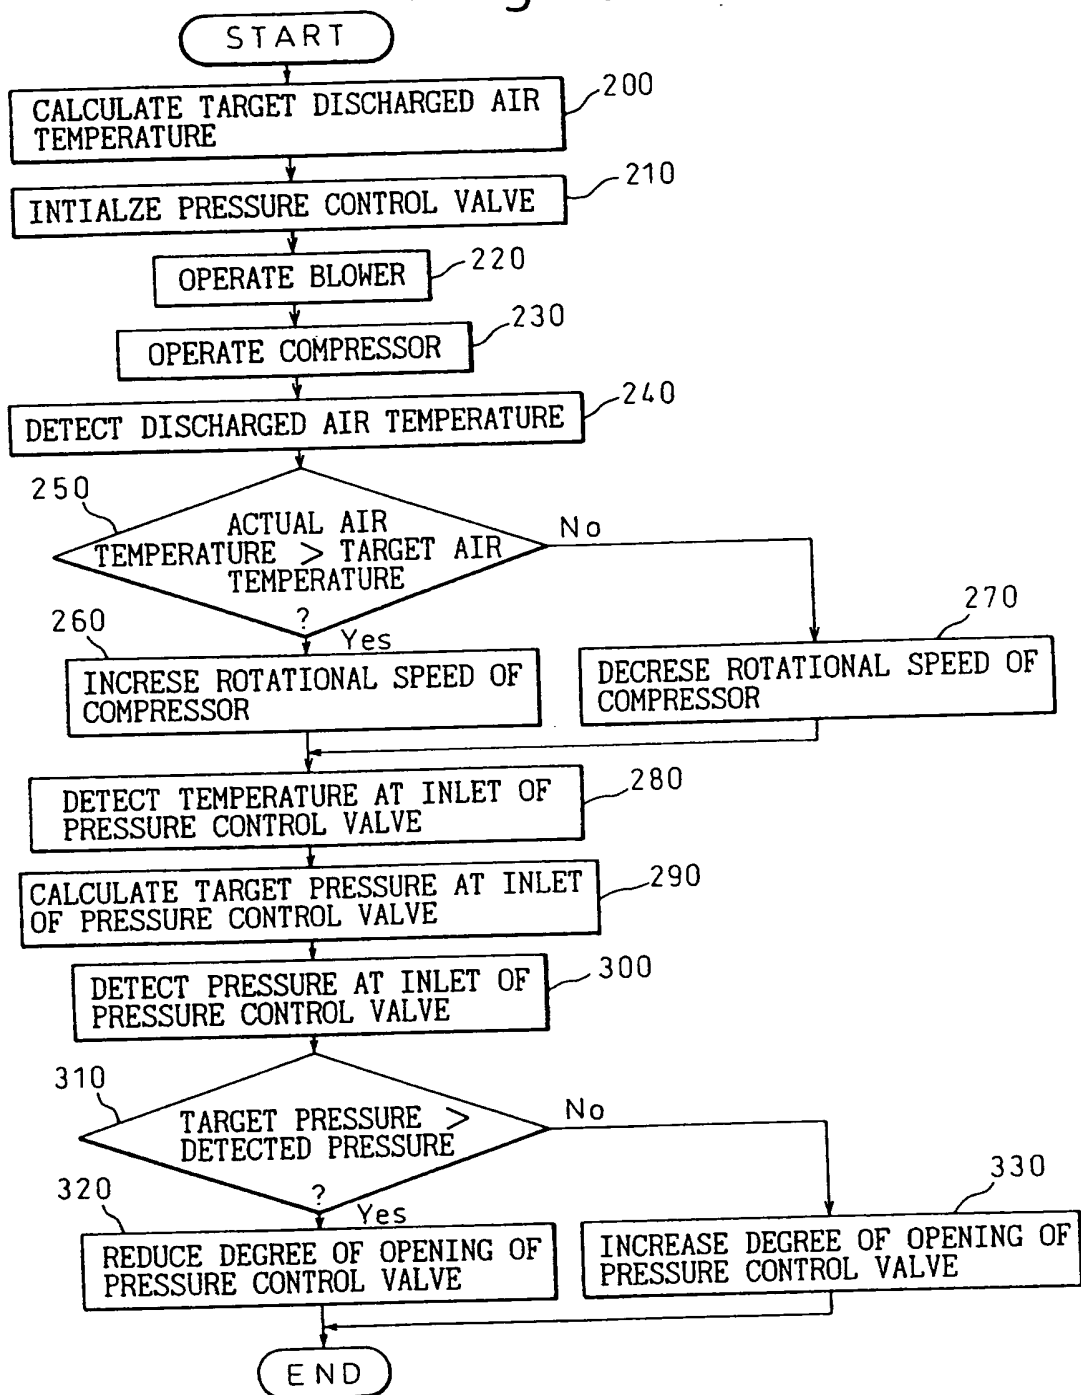 START
CALCULATE TARGET DISCHARGED AIR
TEMPERATURE
200
INTIALZE PRESSURE CONTROL VALVE
210
OPERATE BLOWER
220
OPERATE COMPRESSOR
230
DETECT DISCHARGED AIR TEMPERATURE
240
250
ACTUAL AIR
TEMPERATURE > TARGET AIR
TEMPERATURE
?
No
Yes
260
INCRESE ROTATIONAL SPEED OF
COMPRESSOR
270
DECRESE ROTATIONAL SPEED OF
COMPRESSOR
DETECT TEMPERATURE AT INLET OF
PRESSURE CONTROL VALVE
280
CALCULATE TARGET PRESSURE AT INLET
OF PRESSURE CONTROL VALVE
290
DETECT PRESSURE AT INLET OF
PRESSURE CONTROL VALVE
300
310
TARGET PRESSURE >
DETECTED PRESSURE
?
No
Yes
320
REDUCE DEGREE OF OPENING OF
PRESSURE CONTROL VALVE
330
INCREASE DEGREE OF OPENING OF
PRESSURE CONTROL VALVE
END